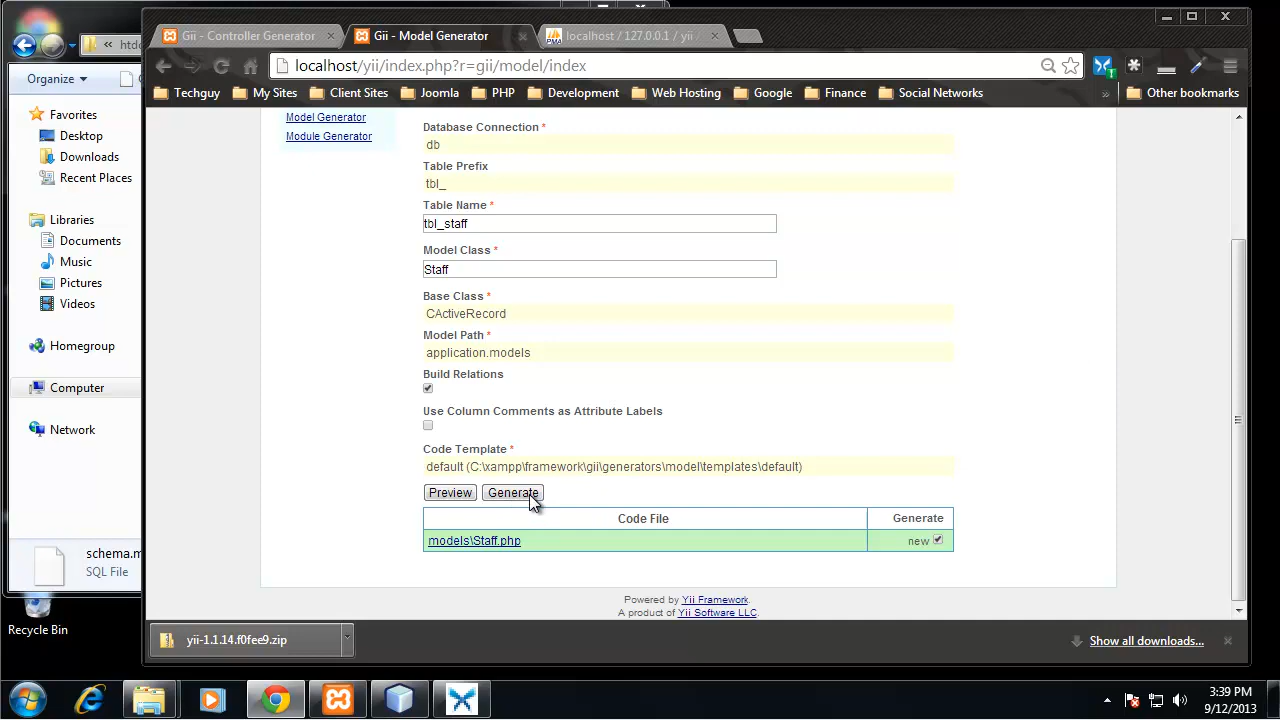 htdo
Organize
Favorites
Desktop
Downloads
Recent Places
Libraries
Documents
Music
Pictures
Videos
Homegroup
Computer
Network
schema.m
SQL File
Recycle Bin
Gii - Controller Generator
Gii - Model Generator
localhost / 127.0.0.1 / yii /
localhost/yii/index.php?r=gii/model/index
Techguy
My Sites
Client Sites
Joomla
PHP
Development
Web Hosting
Google
Finance
Social Networks
Other bookmarks
Model Generator
Module Generator
Database Connection *
db
Table Prefix
tbl_
Table Name *
tbl_staff
Model Class *
Staff
Base Class *
CActiveRecord
Model Path *
application.models
Build Relations
Use Column Comments as Attribute Labels
Code Template *
default (C:\xampp\framework\gii\generators\model\templates\default)
Preview Generate
Code File Generate
models\Staff.php new
Powered by Yii Framework.
A product of Yii Software LLC.
yii-1.1.14.f0fee9.zip
Show all downloads...
3:39 PM
9/12/2013